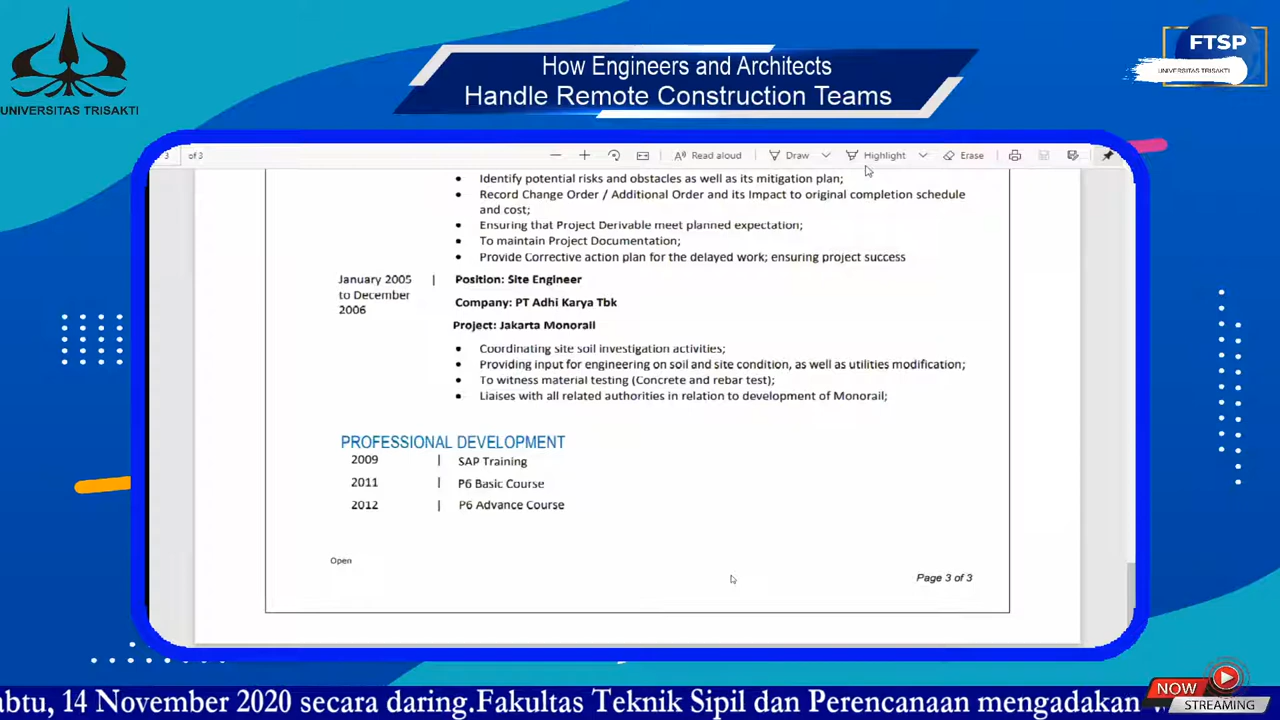 UNIVERSITAS TRISAKTI
How Engineers and Architects
Handle Remote Construction Teams
FTSP
UNIVERSITAS TRISAKTI
3 of 3
Read aloud
Draw
Highlight
Erase
• Identify potential risks and obstacles as well as its mitigation plan;
• Record Change Order / Additional Order and its Impact to original completion schedule
and cost;
• Ensuring that Project Derivable meet planned expectation;
• To maintain Project Documentation;
• Provide Corrective action plan for the delayed work; ensuring project success
January 2005 | Position: Site Engineer
to December
2006
Company: PT Adhi Karya Tbk
Project: Jakarta Monorail
• Coordinating site soil investigation activities;
• Providing input for engineering on soil and site condition, as well as utilities modification;
• To witness material testing (Concrete and rebar test);
• Liaises with all related authorities in relation to development of Monorail;
PROFESSIONAL DEVELOPMENT
2009 | SAP Training
2011 | P6 Basic Course
2012 | P6 Advance Course
Open
Page 3 of 3
abtu, 14 November 2020 secara daring.Fakultas Teknik Sipil dan Perencanaan mengadakan
NOW
STREAMING